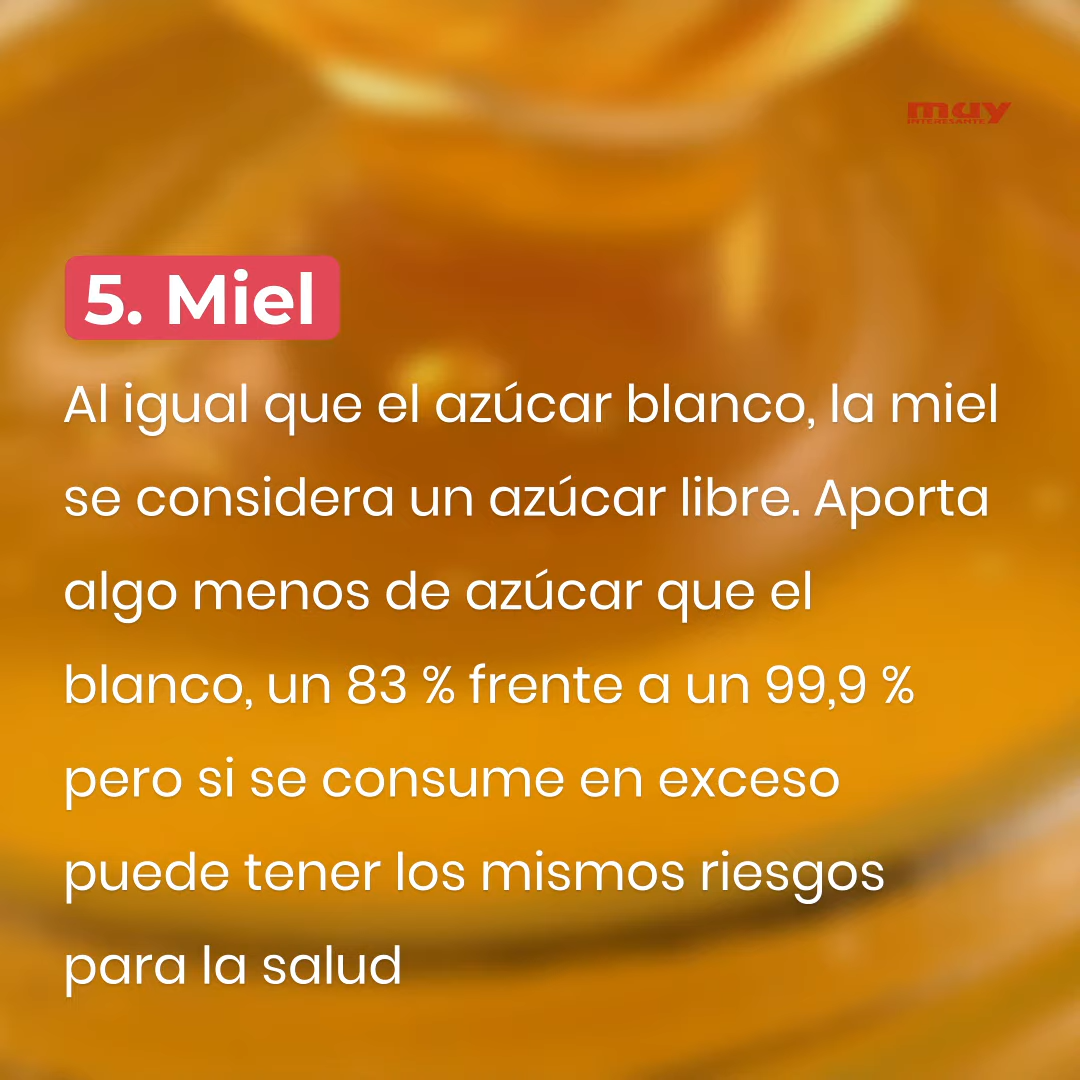 muy
INTERESANTE
5. Miel
Al igual que el azúcar blanco, la miel
se considera un azúcar libre. Aporta
algo menos de azúcar que el
blanco, un 83 % frente a un 99,9 %
pero si se consume en exceso
puede tener los mismos riesgos
para la salud